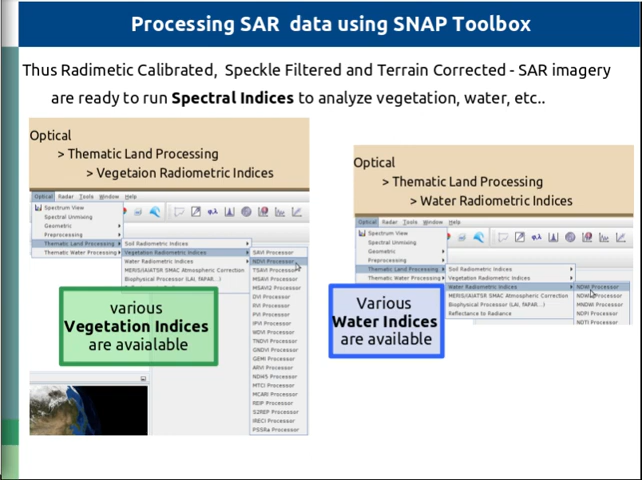 Processing SAR data using SNAP Toolbox
Thus Radimetic Calibrated, Speckle Filtered and Terrain Corrected - SAR imagery
are ready to run Spectral Indices to analyze vegetation, water, etc..
Optical
> Thematic Land Processing
> Vegetaion Radiometric Indices
Optical Radar Tools Window Help
Spectrum View
Spectral Unmixing
Geometric
Preprocessing
Thematic Land Processing
Thematic Water Processing
Soil Radiometric Indices
Vegetation Radiometric Indices
Water Radiometric Indices
MERIS/(A)ATSR SMAC Atmospheric Correction
Biophysical Processor (LAI, fAPAR...)
SAVI Processor
NDVI Processor
TSAVI Processor
MSAVI Processor
MSAVI2 Processor
DVI Processor
RVI Processor
PVI Processor
IPVI Processor
WDVI Processor
TNDVI Processor
GNDVI Processor
GEMI Processor
ARVI Processor
NDI45 Processor
MTCI Processor
MCARI Processor
REIP Processor
S2REP Processor
IRECI Processor
PSSRa Processor
various
Vegetation Indices
are avaialable
Optical
> Thematic Land Processing
> Water Radiometric Indices
Optical Radar Tools Window Help
Spectrum View
Spectral Unmixing
Geometric
Preprocessing
Thematic Land Processing
Thematic Water Processing
Soil Radiometric Indices
Vegetation Radiometric Indices
Water Radiometric Indices
MERIS/(A)ATSR SMAC Atmospheric Correction
Biophysical Processor (LAI, fAPAR...)
Reflectance to Radiance
NDWI Processor
Processor
MNDWI Processor
NDPI Processor
NDTI Processor
Various
Water Indices
are available